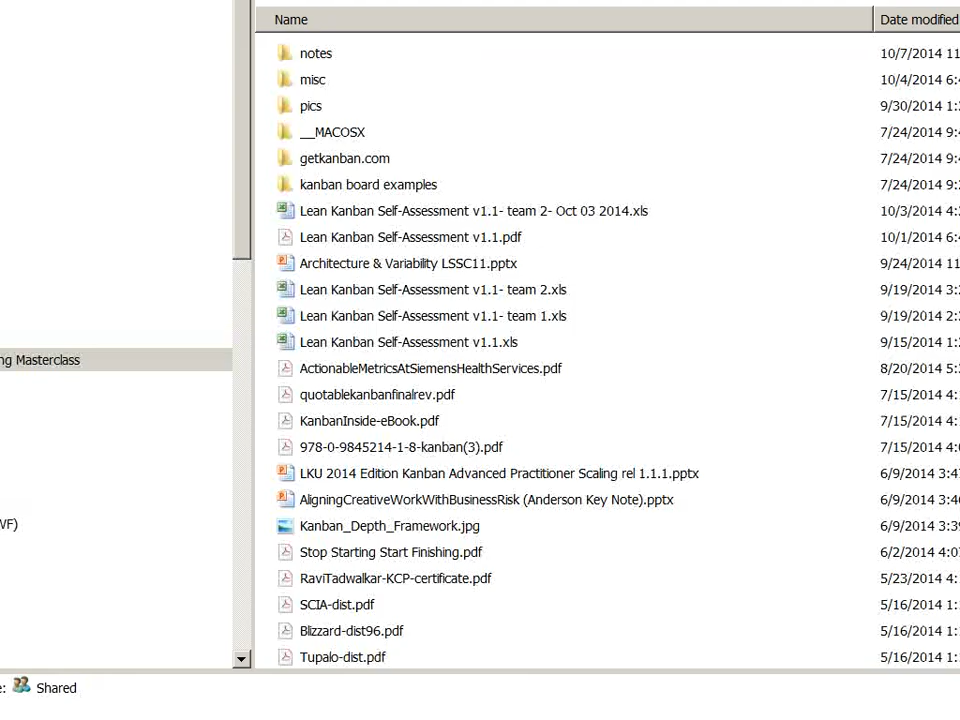 Name Date modified
notes 10/7/2014 11
misc 10/4/2014 6:
pics 9/30/2014 1:
__MACOSX 7/24/2014 9:
getkanban.com 7/24/2014 9:
kanban board examples 7/24/2014 9:
Lean Kanban Self-Assessment v1.1- team 2- Oct 03 2014.xls 10/3/2014 4:
Lean Kanban Self-Assessment v1.1.pdf 10/1/2014 6:
Architecture & Variability LSSC11.pptx 9/24/2014 11
Lean Kanban Self-Assessment v1.1- team 2.xls 9/19/2014 3:
Lean Kanban Self-Assessment v1.1- team 1.xls 9/19/2014 2:
Lean Kanban Self-Assessment v1.1.xls 9/15/2014 1:
ng Masterclass
ActionableMetricsAtSiemensHealthServices.pdf 8/20/2014 5:
quotablekanbanfinalrev.pdf 7/15/2014 4:
KanbanInside-eBook.pdf 7/15/2014 4:
978-0-9845214-1-8-kanban(3).pdf 7/15/2014 4:
LKU 2014 Edition Kanban Advanced Practitioner Scaling rel 1.1.1.pptx 6/9/2014 3:4
AligningCreativeWorkWithBusinessRisk (Anderson Key Note).pptx 6/9/2014 3:4
WF)
Kanban_Depth_Framework.jpg 6/9/2014 3:3
Stop Starting Start Finishing.pdf 6/2/2014 4:0
RaviTadwalkar-KCP-certificate.pdf 5/23/2014 4:
SCIA-dist.pdf 5/16/2014 1:
Blizzard-dist96.pdf 5/16/2014 1:
Tupalo-dist.pdf 5/16/2014 1:
e: Shared